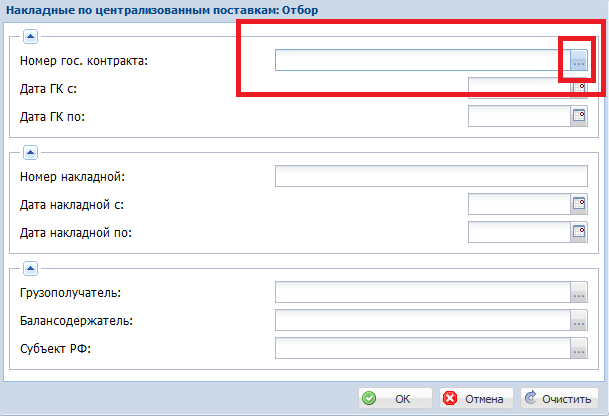 Накладные по централизованным поставкам: Отбор
Номер гос. контракта:
...
Дата ГК с:
Дата ГК по:
Номер накладной:
Дата накладной с:
Дата накладной по:
Грузополучатель:
...
Балансодержатель:
...
Субъект РФ:
...
ОК Отмена Очистить